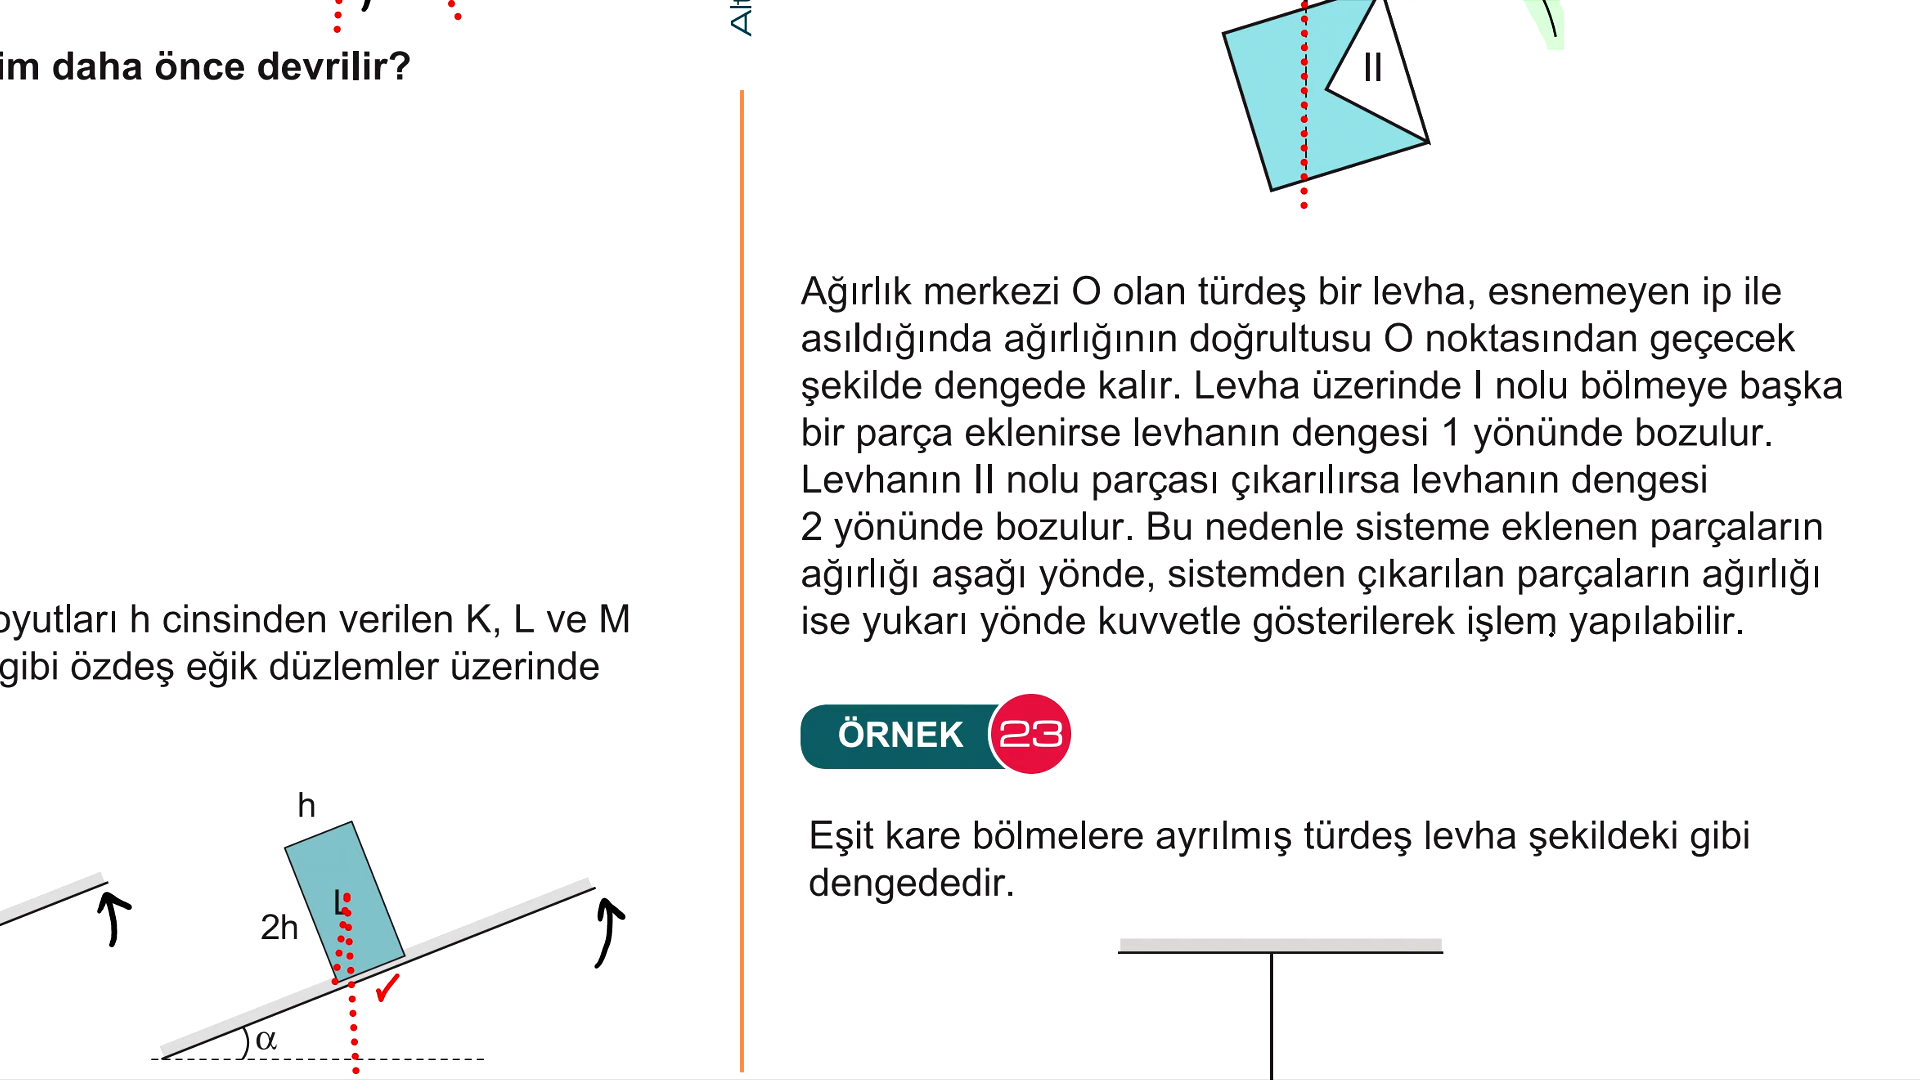 im daha önce devrilir?
oyutları h cinsinden verilen K, L ve M
gibi özdeş eğik düzlemler üzerinde
h
L
2h
α
Alt
II
Ağırlık merkezi O olan türdeş bir levha, esnemeyen ip ile
asıldığında ağırlığının doğrultusu O noktasından geçecek
şekilde dengede kalır. Levha üzerinde I nolu bölmeye başka
bir parça eklenirse levhanın dengesi 1 yönünde bozulur.
Levhanın II nolu parçası çıkarılırsa levhanın dengesi
2 yönünde bozulur. Bu nedenle sisteme eklenen parçaların
ağırlığı aşağı yönde, sistemden çıkarılan parçaların ağırlığı
ise yukarı yönde kuvvetle gösterilerek işlem yapılabilir.
ÖRNEK 23
Eşit kare bölmelere ayrılmış türdeş levha şekildeki gibi
dengededir.